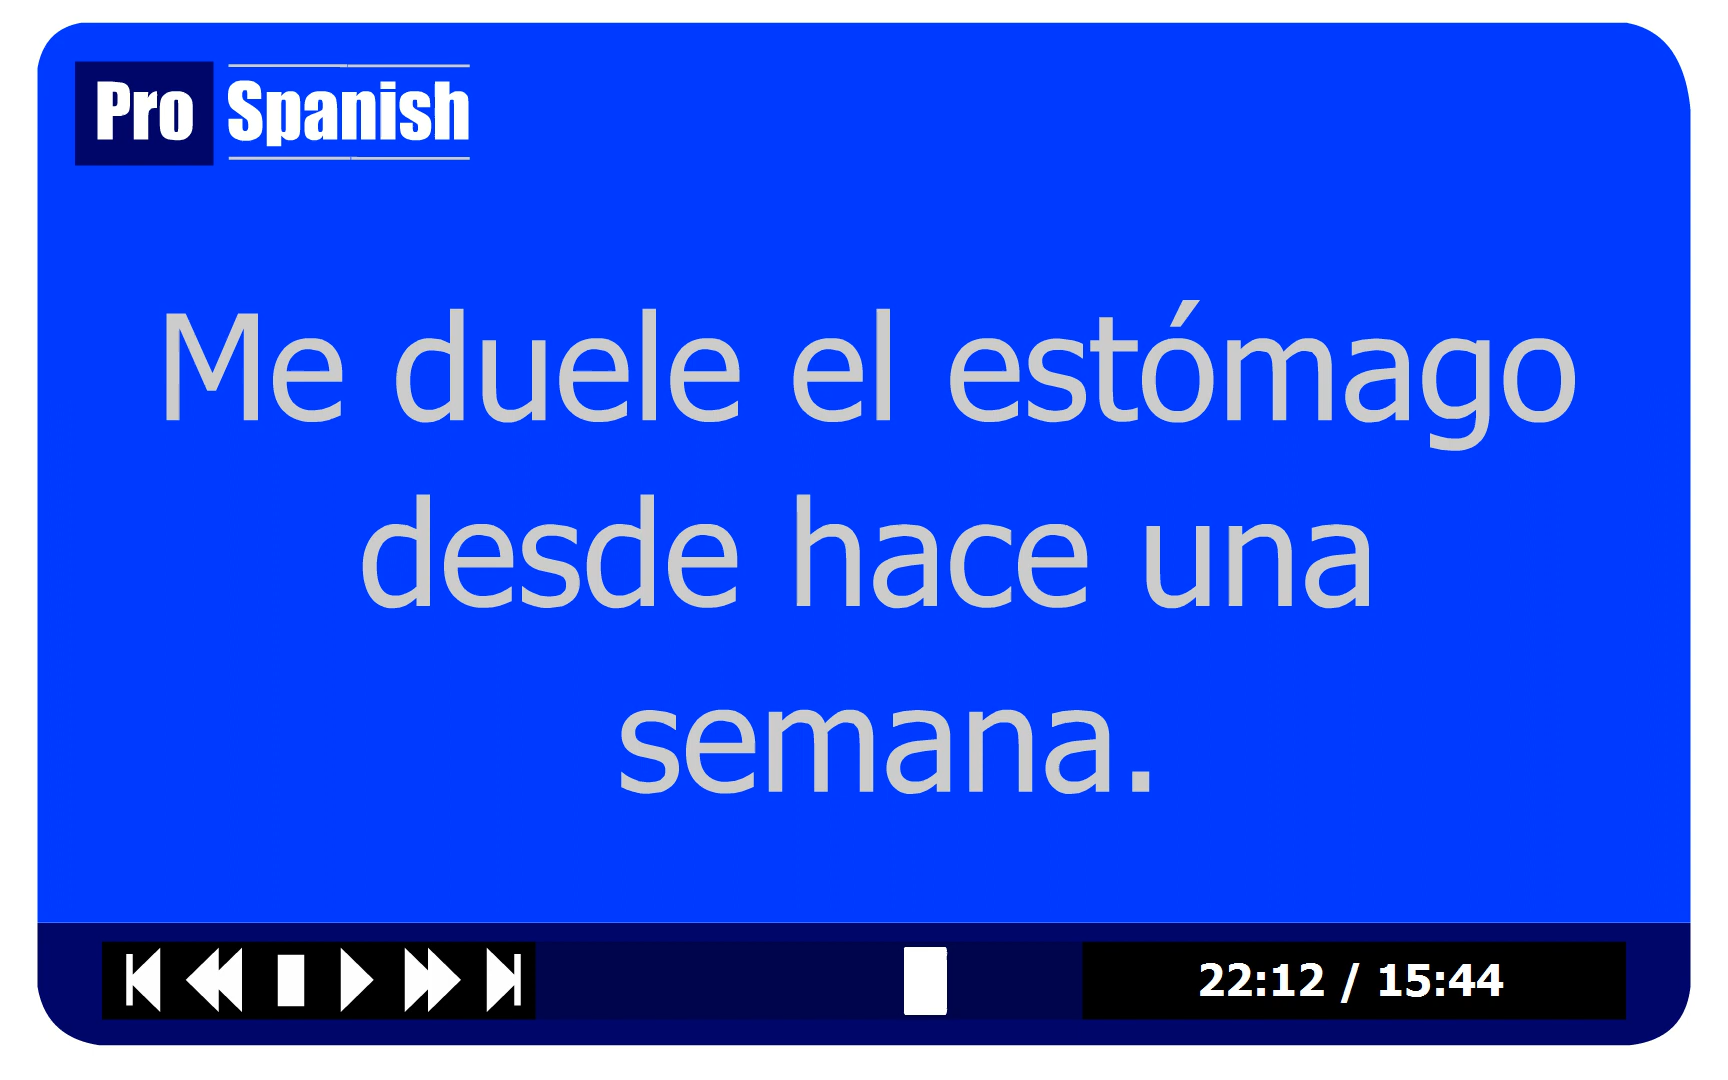 Pro Spanish
Me duele el estómago
desde hace una
semana.
22:12 / 15:44